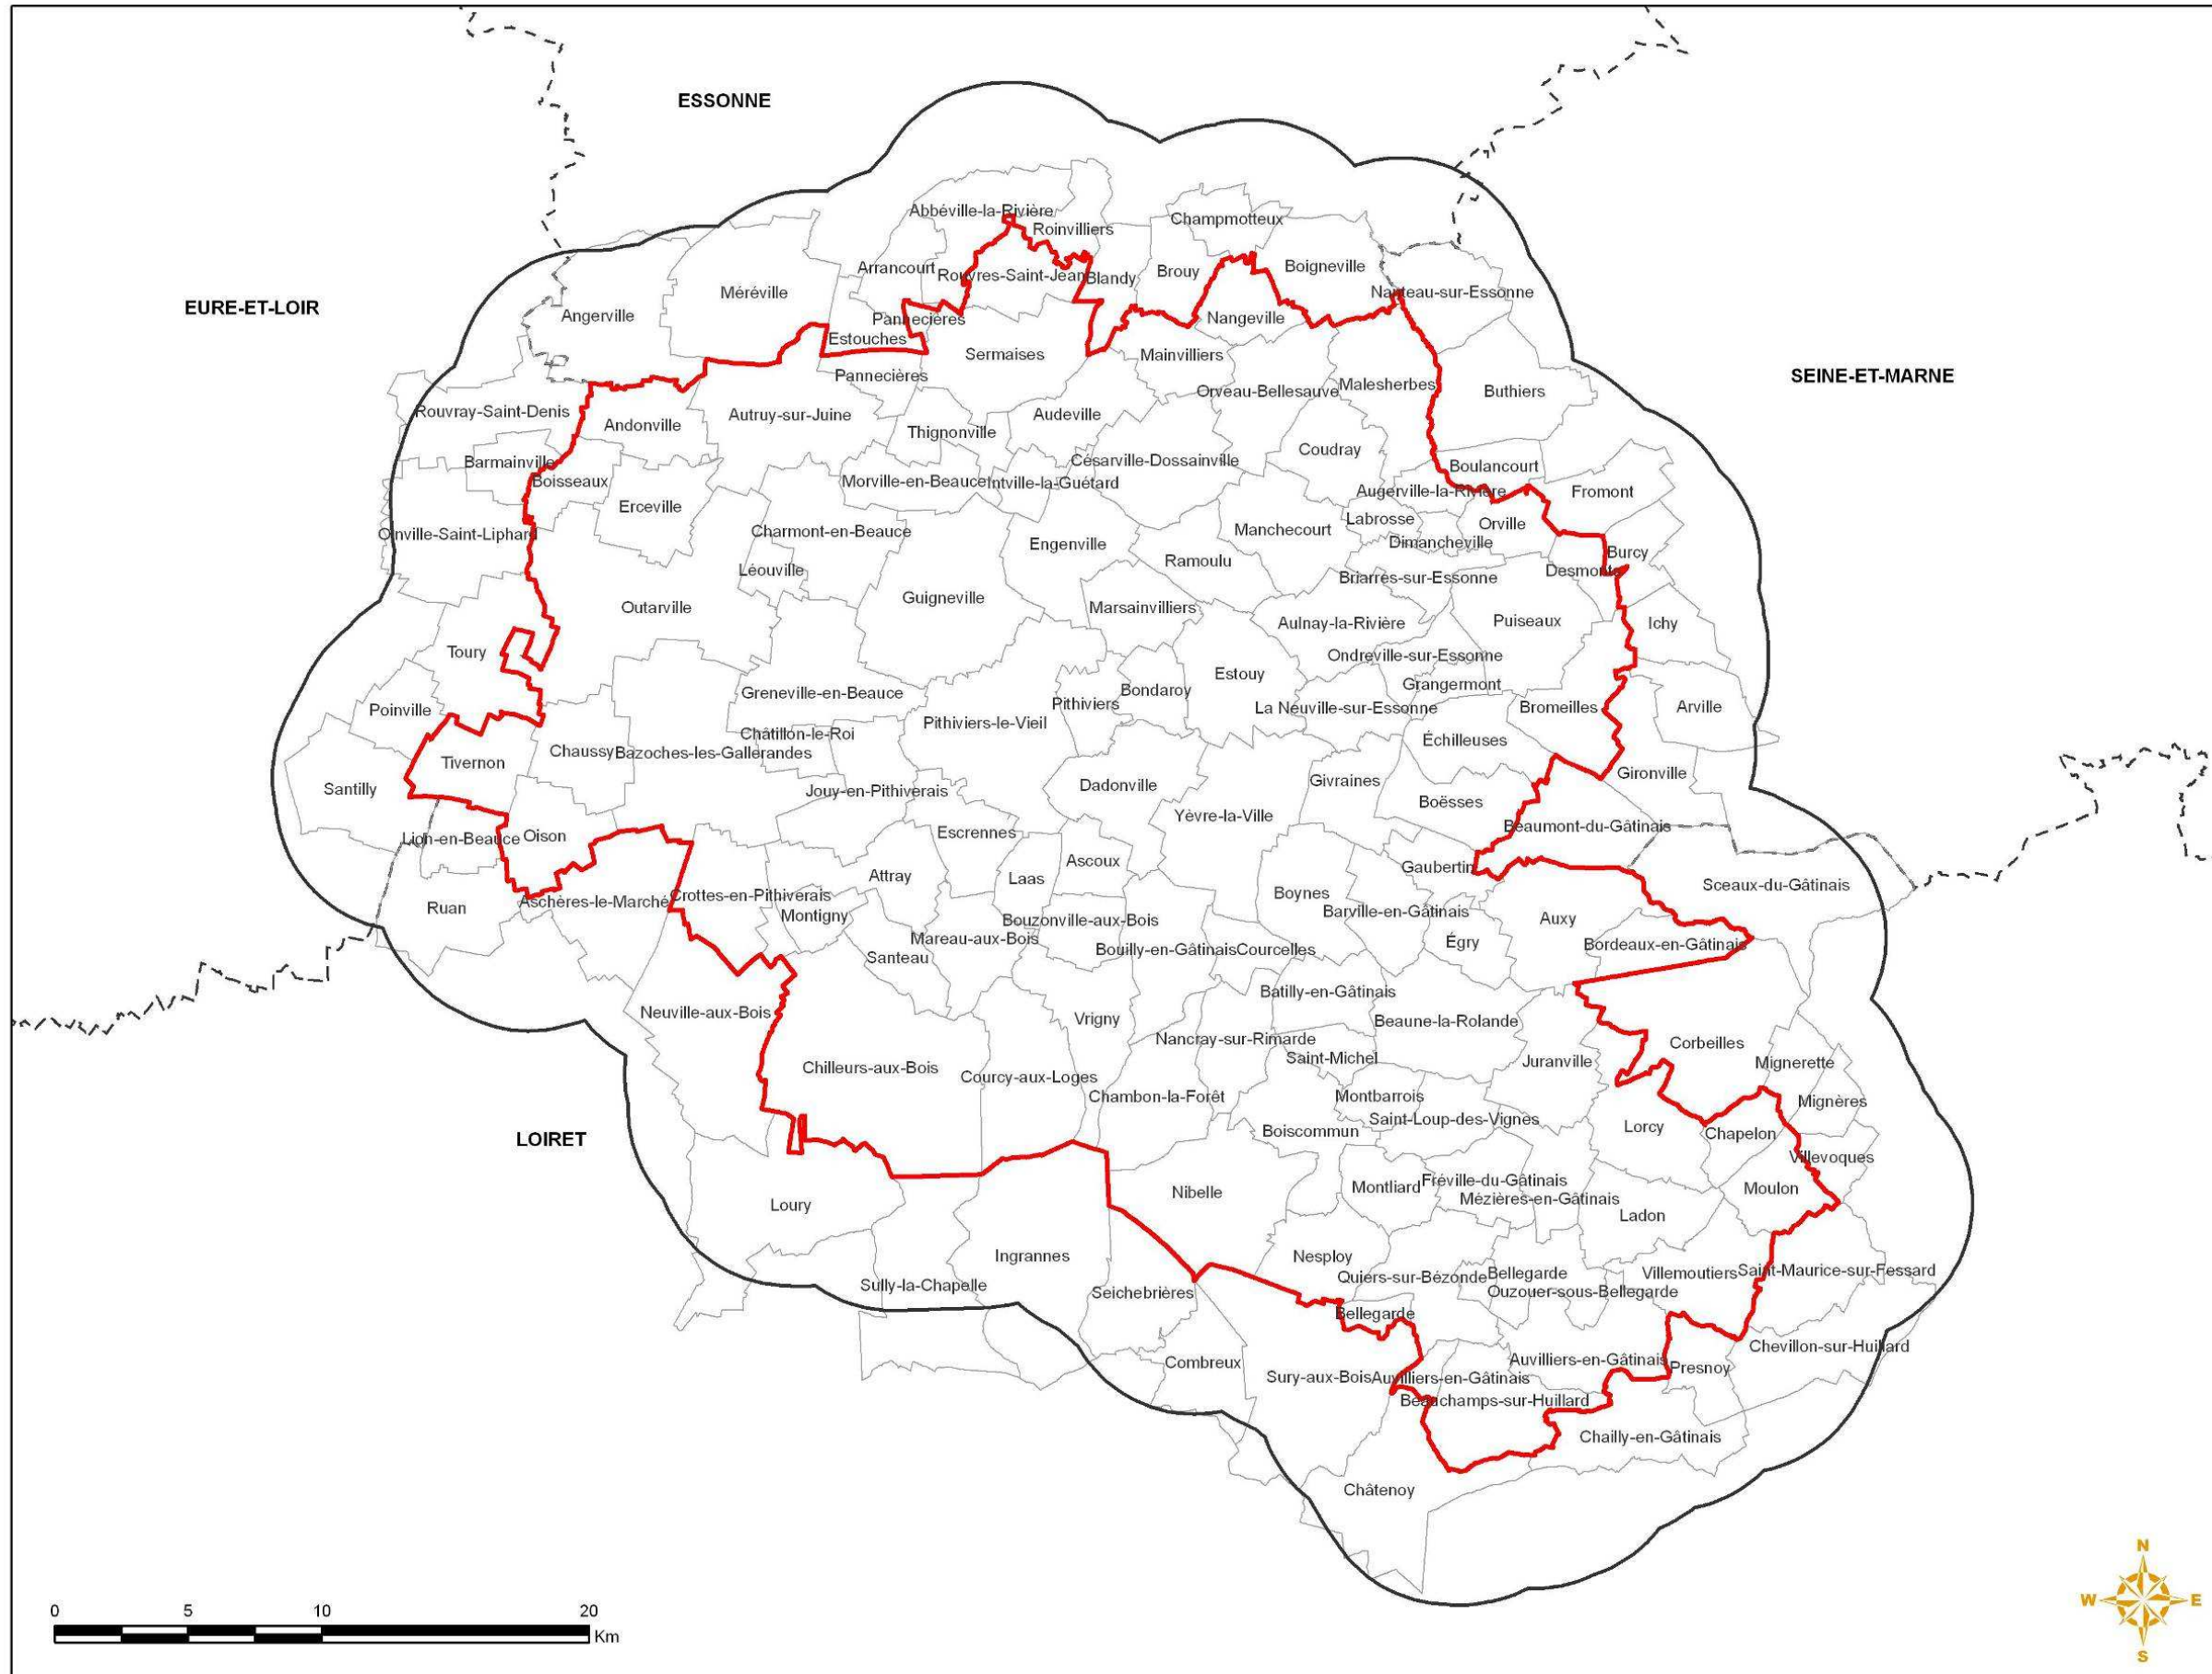 ESSONNE
EURE-ET-LOIR
SEINE-ET-MARNE
LOIRET
Abbéville-la-Rivière
Roinvilliers
Champmotteux
Arrancourt
Rouvres-Saint-Jean
Blandy
Brouy
Boigneville
Méréville
Nanteau-sur-Essonne
Angerville
Pannecières
Nangeville
Estouches
Sermaises
Mainvilliers
Pannecières
Malesherbes
Orveau-Bellesauve
Buthiers
Rouvray-Saint-Denis
Andonville
Autruy-sur-Juine
Audeville
Thignonville
Coudray
Barmainville
Césarville-Dossainville
Boulancourt
Boisseaux
Morville-en-Beauce
Intville-la-Guétard
Augerville-la-Rivière
Fromont
Erceville
Labrosse
Orville
Oinville-Saint-Liphard
Charmont-en-Beauce
Manchecourt
Engenville
Dimancheville
Burcy
Ramoulu
Léouville
Desmonts
Briarres-sur-Essonne
Guigneville
Outarville
Marsainvilliers
Aulnay-la-Rivière
Puiseaux
Ichy
Toury
Ondreville-sur-Essonne
Estouy
Grangermont
Greneville-en-Beauce
Bondaroy
Pithiviers
Poinville
La Neuville-sur-Essonne
Bromeilles
Arville
Pithiviers-le-Vieil
Châtillon-le-Roi
Échilleuses
Chaussy
Bazoches-les-Gallerandes
Tivernon
Gironville
Givraines
Dadonville
Santilly
Jouy-en-Pithiverais
Boësses
Yèvre-la-Ville
Beaumont-du-Gâtinais
Escrennes
Lion-en-Beauce
Oison
Ascoux
Gaubertin
Attray
Laas
Sceaux-du-Gâtinais
Crottes-en-Pithiverais
Boynes
Aschères-le-Marché
Ruan
Montigny
Barville-en-Gâtinais
Auxy
Bouzonville-aux-Bois
Mareau-aux-Bois
Égry
Bordeaux-en-Gâtinais
Bouilly-en-Gâtinais
Courcelles
Santeau
Batilly-en-Gâtinais
Neuville-aux-Bois
Vrigny
Beaune-la-Rolande
Nancray-sur-Rimarde
Corbeilles
Saint-Michel
Juranville
Mignerette
Chilleurs-aux-Bois
Courcy-aux-Loges
Chambon-la-Forêt
Montbarrois
Mignères
Saint-Loup-des-Vignes
Lorcy
Boiscommun
Chapelon
Villevoques
Fréville-du-Gâtinais
Montliard
Moulon
Nibelle
Mézières-en-Gâtinais
Loury
Ladon
Ingrannes
Nesploy
Saint-Maurice-sur-Fessard
Villemoutiers
Bellegarde
Quiers-sur-Bézonde
Sully-la-Chapelle
Ouzouer-sous-Bellegarde
Seichebrières
Bellegarde
Chevillon-sur-Huillard
Auvilliers-en-Gâtinais
Combreux
Presnoy
Sury-aux-Bois
Auvilliers-en-Gâtinais
Beauchamps-sur-Huillard
Chailly-en-Gâtinais
Châtenoy
0 5 10 20
Km
N
W E
S